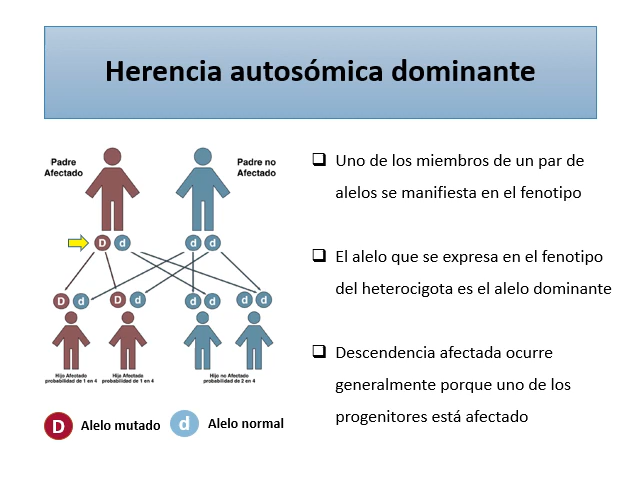 Herencia autosómica dominante
Padre
Afectado
Padre no
Afectado
D d d d
D d D d d d d d
Hijo Afectado
probabilidad de 1 en 4
Hija Afectado
probabilidad de 1 en 4
Hijo no Afectado
probabilidad de 2 en 4
D Alelo mutado
d Alelo normal
Uno de los miembros de un par de
alelos se manifiesta en el fenotipo
El alelo que se expresa en el fenotipo
del heterocigota es el alelo dominante
Descendencia afectada ocurre
generalmente porque uno de los
progenitores está afectado